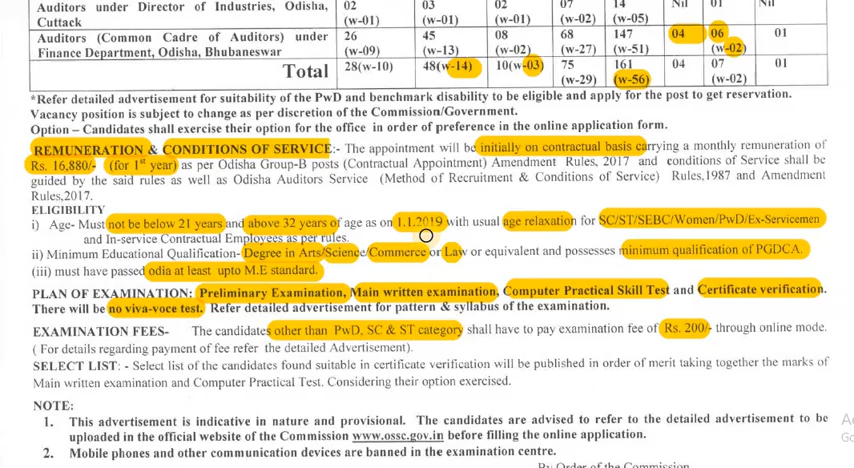 Auditors under Director of Industries, Odisha, 02 03 02 07 14 Nil 01 Nil
Cuttack (w-01) (w-01) (w-01) (w-02) (w-05)
Auditors (Common Cadre of Auditors) under 26 45 08 68 147 04 06 01
Finance Department, Odisha, Bhubaneswar (w-09) (w-13) (w-02) (w-27) (w-51) (w-02)
Total 28(w-10) 48(w-14) 10(w-03) 75 161 04 07 01
(w-29) (w-56) (w-02)
*Refer detailed advertisement for suitability of the PwD and benchmark disability to be eligible and apply for the post to get reservation.
Vacancy position is subject to change as per discretion of the Commission/Government.
Option – Candidates shall exercise their option for the office in order of preference in the online application form.
REMUNERATION & CONDITIONS OF SERVICE:- The appointment will be initially on contractual basis carrying a monthly remuneration of
Rs. 16,880/- (for 1st year) as per Odisha Group-B posts (Contractual Appointment) Amendment Rules, 2017 and conditions of Service shall be
guided by the said rules as well as Odisha Auditors Service (Method of Recruitment & Conditions of Service) Rules,1987 and Amendment
Rules,2017.
ELIGIBILITY
i) Age- Must not be below 21 years and above 32 years of age as on 1.1.2019 with usual age relaxation for SC/ST/SEBC/Women/PwD/Ex-Servicemen
and In-service Contractual Employees as per rules.
ii) Minimum Educational Qualification- Degree in Arts/Science/Commerce or Law or equivalent and possesses minimum qualification of PGDCA.
(iii) must have passed odia at least upto M.E standard.
PLAN OF EXAMINATION: Preliminary Examination, Main written examination, Computer Practical Skill Test and Certificate verification.
There will be no viva-voce test. Refer detailed advertisement for pattern & syllabus of the examination.
EXAMINATION FEES- The candidates other than PwD, SC & ST category shall have to pay examination fee of Rs. 200/- through online mode.
( For details regarding payment of fee refer the detailed Advertisement).
SELECT LIST: - Select list of the candidates found suitable in certificate verification will be published in order of merit taking together the marks of
Main written examination and Computer Practical Test. Considering their option exercised.
NOTE:
1. This advertisement is indicative in nature and provisional. The candidates are advised to refer to the detailed advertisement to be
uploaded in the official website of the Commission www.ossc.gov.in before filling the online application.
2. Mobile phones and other communication devices are banned in the examination centre.
By Order of the Commission